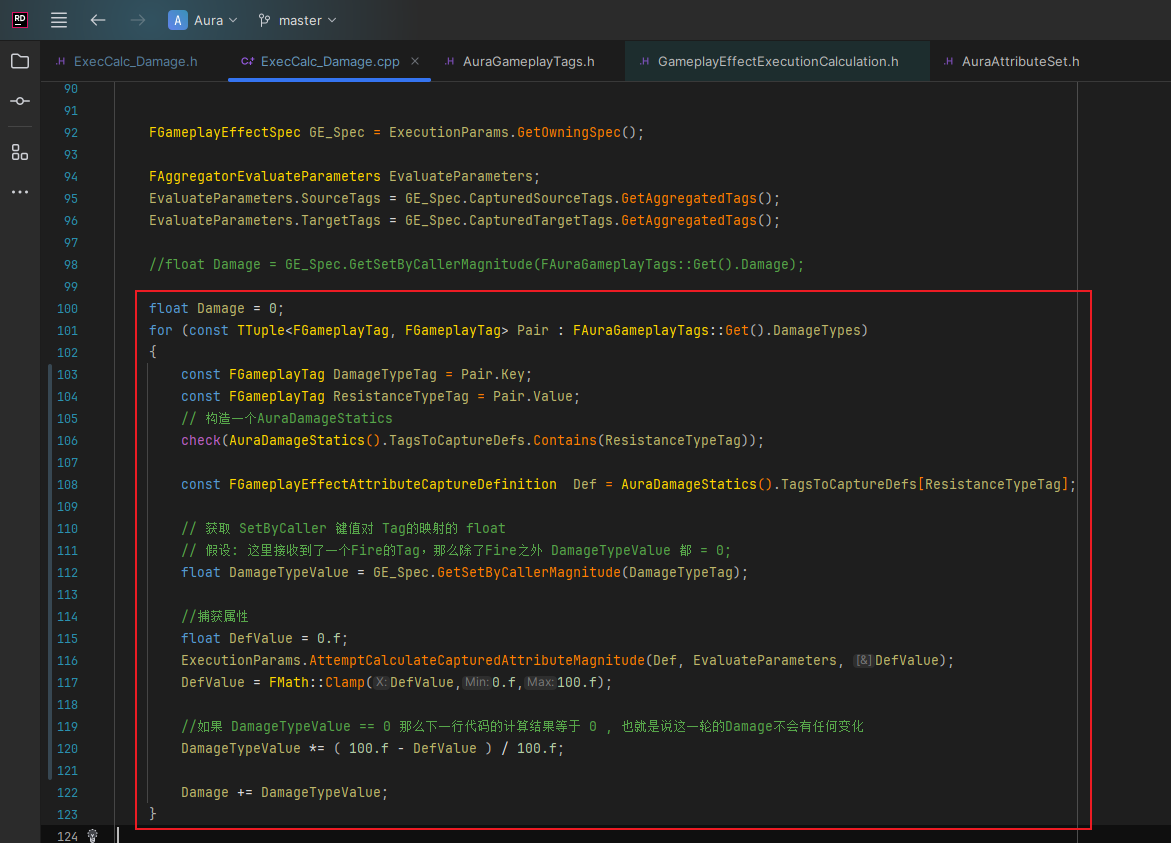 RD
A Aura master
.H ExecCalc_Damage.h C++ ExecCalc_Damage.cpp × .H AuraGameplayTags.h .H GameplayEffectExecutionCalculation.h .H AuraAttributeSet.h
90
91
92 FGameplayEffectSpec GE_Spec = ExecutionParams.GetOwningSpec();
93
94 FAggregatorEvaluateParameters EvaluateParameters;
95 EvaluateParameters.SourceTags = GE_Spec.CapturedSourceTags.GetAggregatedTags();
96 EvaluateParameters.TargetTags = GE_Spec.CapturedTargetTags.GetAggregatedTags();
97
98 //float Damage = GE_Spec.GetSetByCallerMagnitude(FAuraGameplayTags::Get().Damage);
99
100 float Damage = 0;
101 for (const TTuple<FGameplayTag, FGameplayTag> Pair : FAuraGameplayTags::Get().DamageTypes)
102 {
103 const FGameplayTag DamageTypeTag = Pair.Key;
104 const FGameplayTag ResistanceTypeTag = Pair.Value;
105 // 构造一个AuraDamageStatics
106 check(AuraDamageStatics().TagsToCaptureDefs.Contains(ResistanceTypeTag));
107
108 const FGameplayEffectAttributeCaptureDefinition  Def = AuraDamageStatics().TagsToCaptureDefs[ResistanceTypeTag];
109
110 // 获取 SetByCaller 键值对 Tag的映射的 float
111 // 假设: 这里接收到了一个Fire的Tag，那么除了Fire之外 DamageTypeValue 都 = 0;
112 float DamageTypeValue = GE_Spec.GetSetByCallerMagnitude(DamageTypeTag);
113
114 //捕获属性
115 float DefValue = 0.f;
116 ExecutionParams.AttemptCalculateCapturedAttributeMagnitude(Def, EvaluateParameters, [&]DefValue);
117 DefValue = FMath::Clamp(X:DefValue,Min:0.f,Max:100.f);
118
119 //如果 DamageTypeValue == 0 那么下一行代码的计算结果等于 0 , 也就是说这一轮的Damage不会有任何变化
120 DamageTypeValue *= ( 100.f - DefValue ) / 100.f;
121
122 Damage += DamageTypeValue;
123 }
124